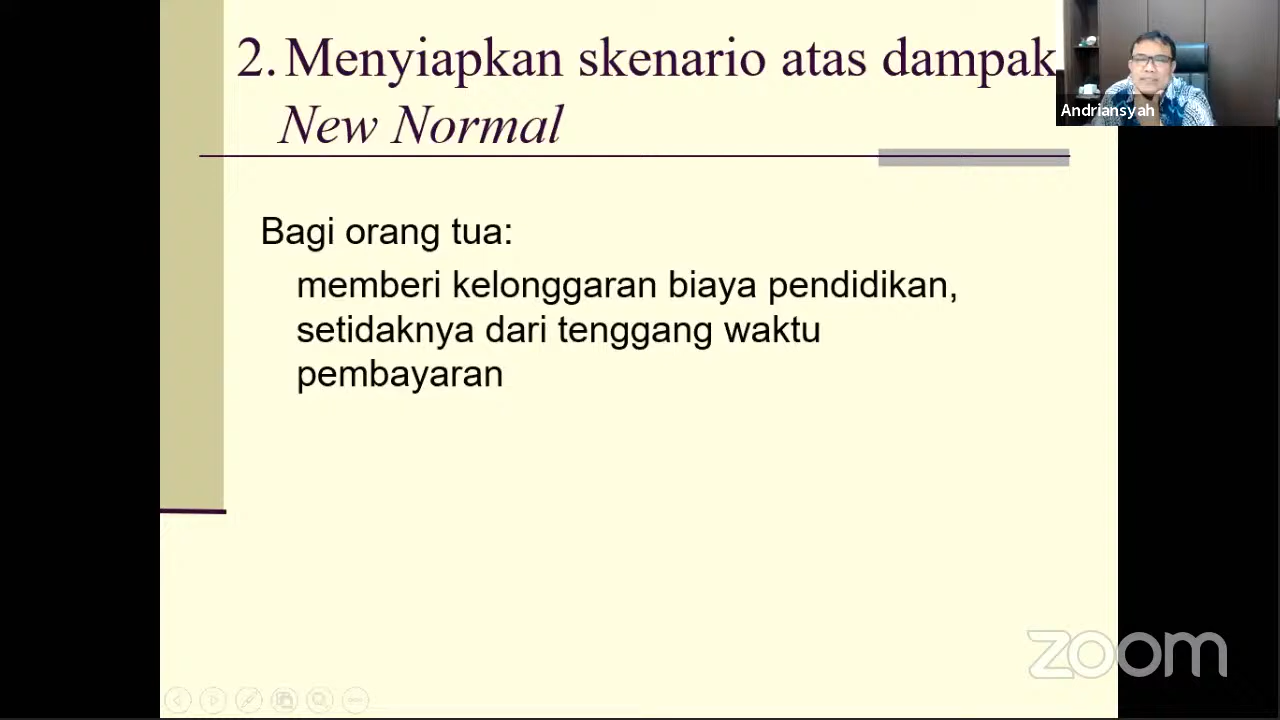 2. Menyiapkan skenario atas dampak
New Normal
Andriansyah
Bagi orang tua:
memberi kelonggaran biaya pendidikan,
setidaknya dari tenggang waktu
pembayaran
zoom